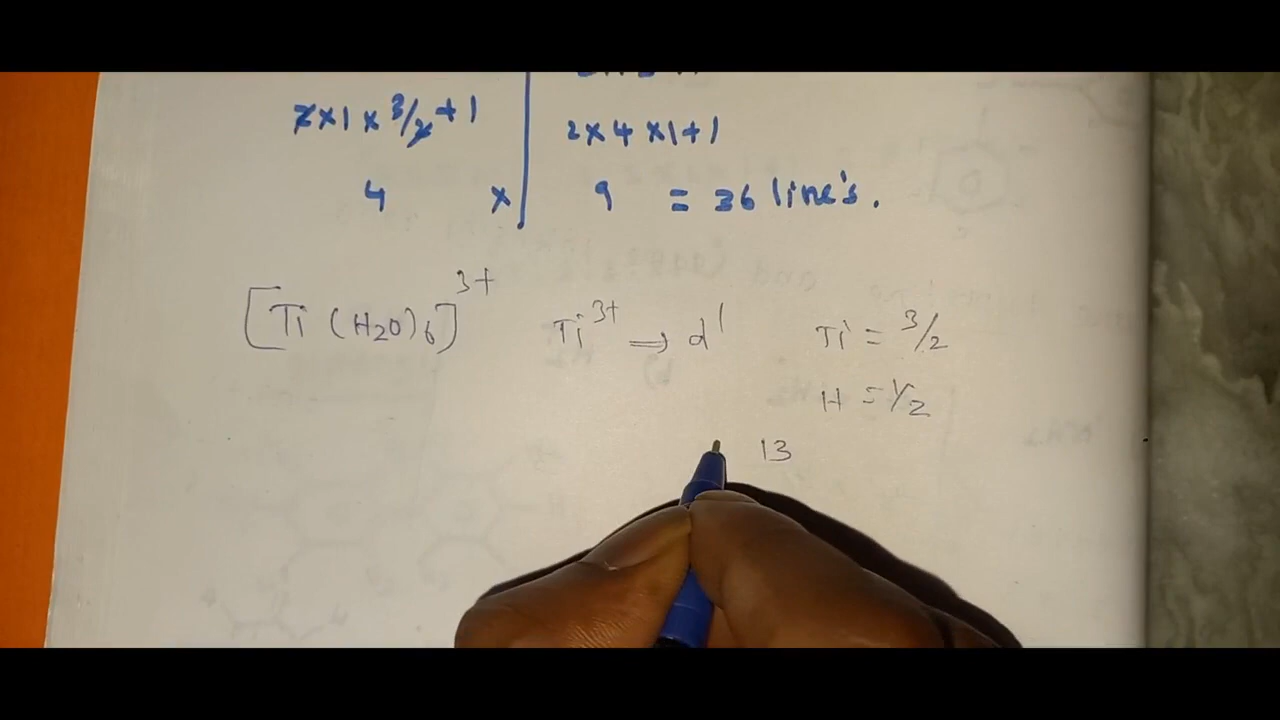 2×1×3/2+1
2×4×1+1
4 × 9 = 36 line's.
[Ti (H2O)6]3+ Ti3+ ⇒ d1 Ti = 3/2
H = 1/2
13